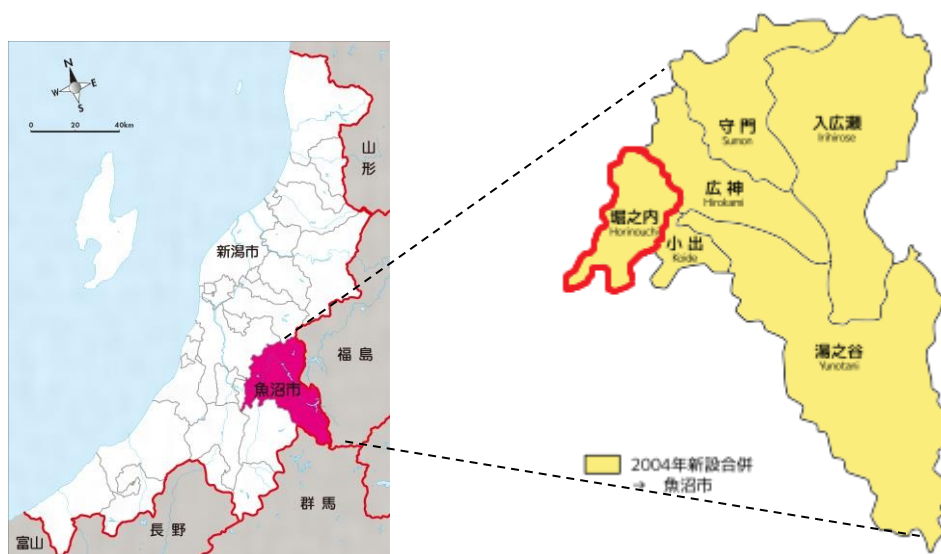 N
W
E
S
0
20
40km
山形
新潟市
福島
魚沼市
群馬
長野
富山
守門
Sumon
入広瀬
Irihirose
広神
Hirokami
堀之内
Horinouchi
小出
Koide
湯之谷
Yunotani
2004年新設合併
→ 魚沼市